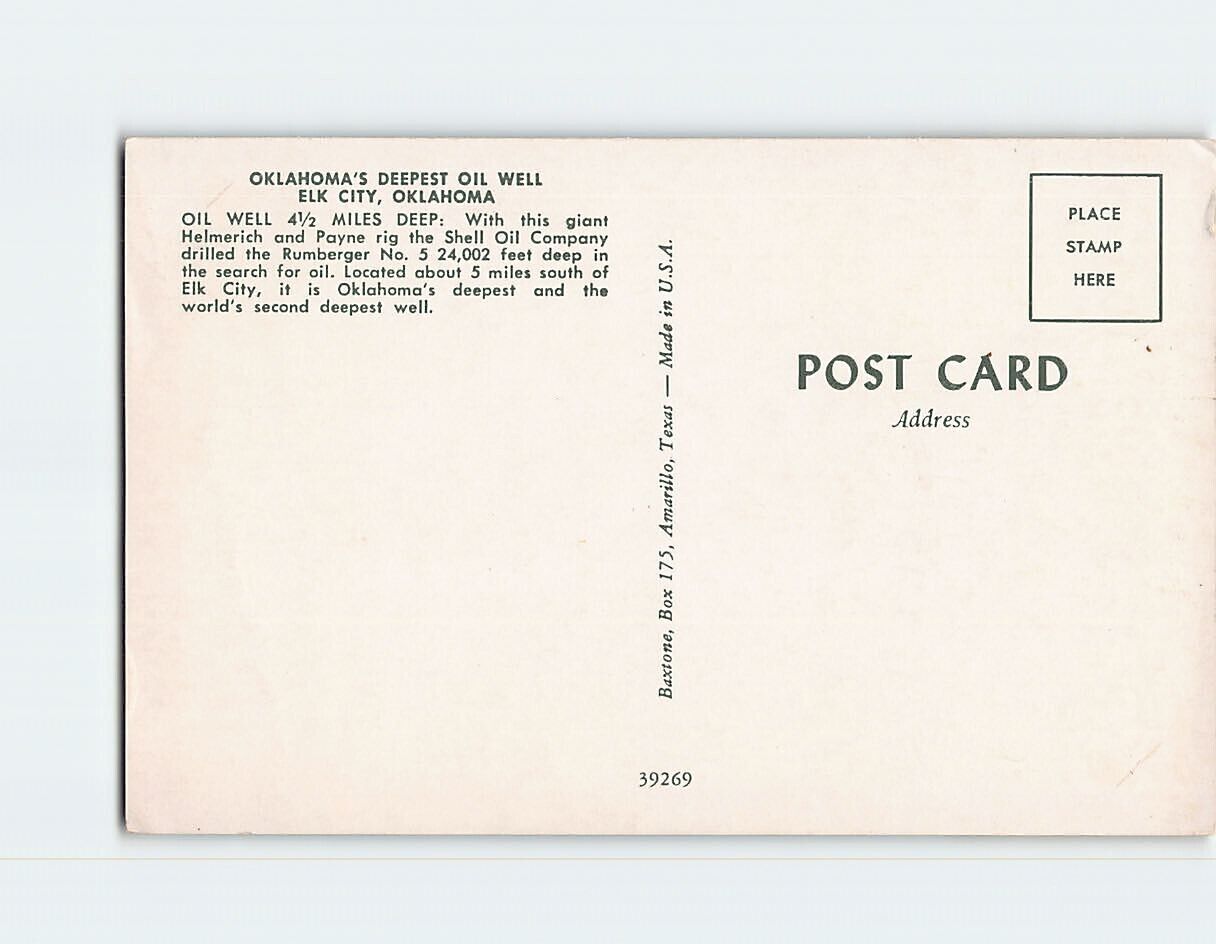 OKLAHOMA'S DEEPEST OIL WELL
ELK CITY, OKLAHOMA
OIL WELL 4½ MILES DEEP: With this giant
Helmerich and Payne rig the Shell Oil Company
drilled the Rumberger No. 5 24,002 feet deep in
the search for oil. Located about 5 miles south of
Elk City, it is Oklahoma's deepest and the
world's second deepest well.
Baxtone, Box 175, Amarillo, Texas — Made in U.S.A.
39269
PLACE
STAMP
HERE
POST CARD
Address